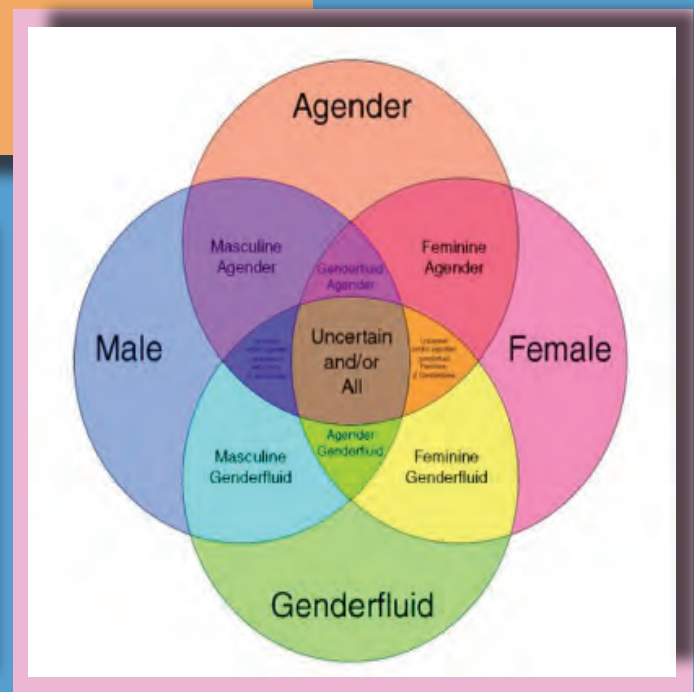 Agender
Masculine
Agender
Genderfluid
Agender
Feminine
Agender
Male
Uncertain
and/or
All
Female
Masculine
Genderfluid
Agender
Genderfluid
Feminine
Genderfluid
Genderfluid